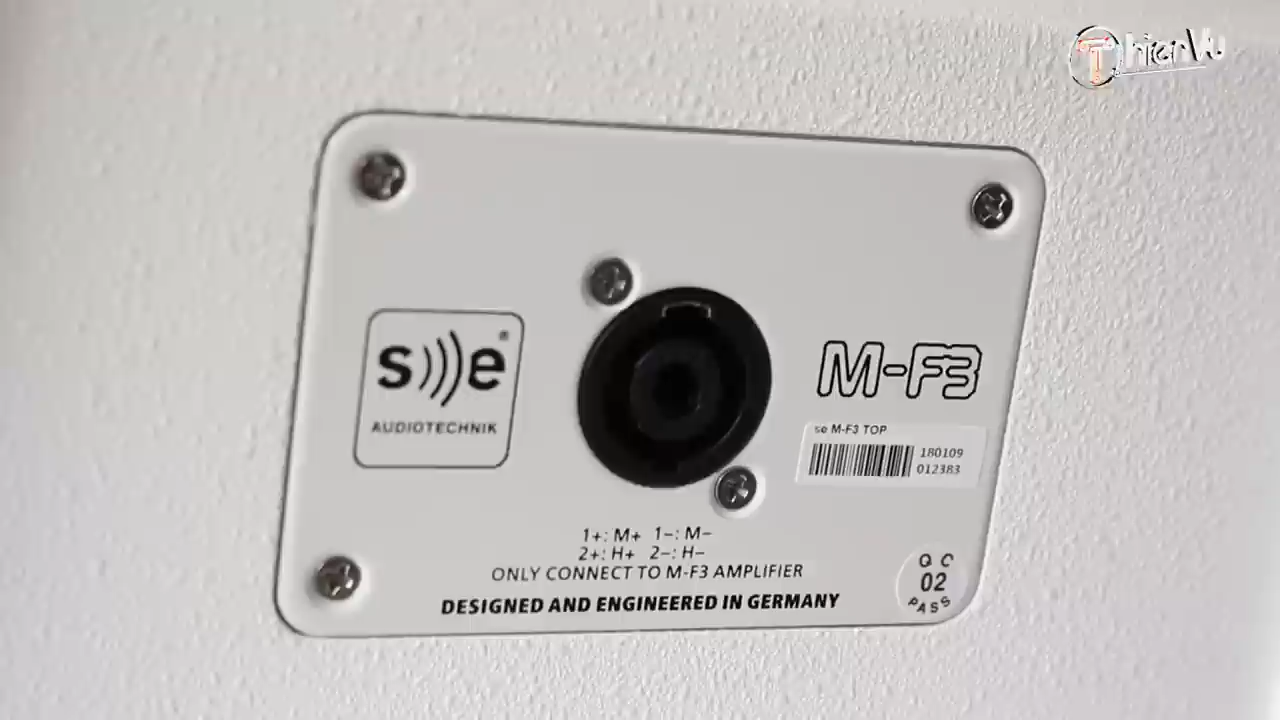 ThienVu
s)))e®
AUDIOTECHNIK
M-F3
se M-F3 TOP
180109
012383
1+: M+ 1-: M-
2+: H+ 2-: H-
ONLY CONNECT TO M-F3 AMPLIFIER
DESIGNED AND ENGINEERED IN GERMANY
QC
02
PASS